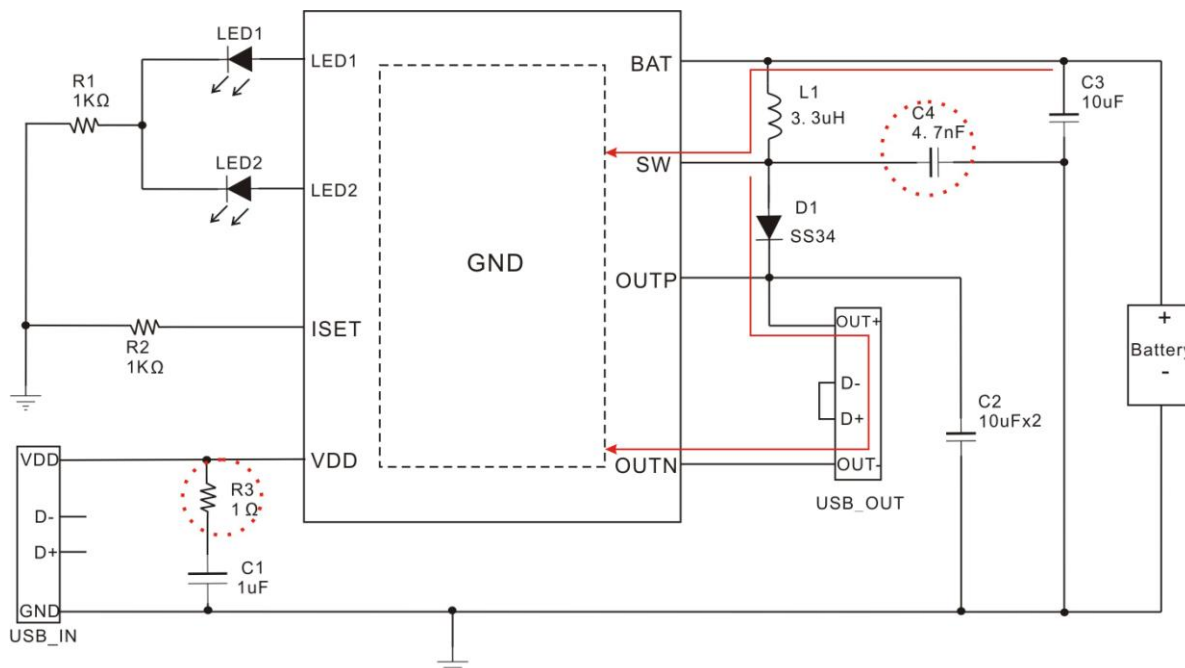 LED1
LED1
BAT
R1
1KΩ
L1
3.3uH
C3
10uF
C4
4.7nF
LED2
LED2
SW
D1
SS34
GND
OUTP
ISET
R2
1KΩ
OUT+
+
Battery
-
D-
D+
C2
10uFx2
VDD
VDD
OUTN
OUT-
R3
1Ω
USB_OUT
D-
D+
C1
1uF
GND
USB_IN